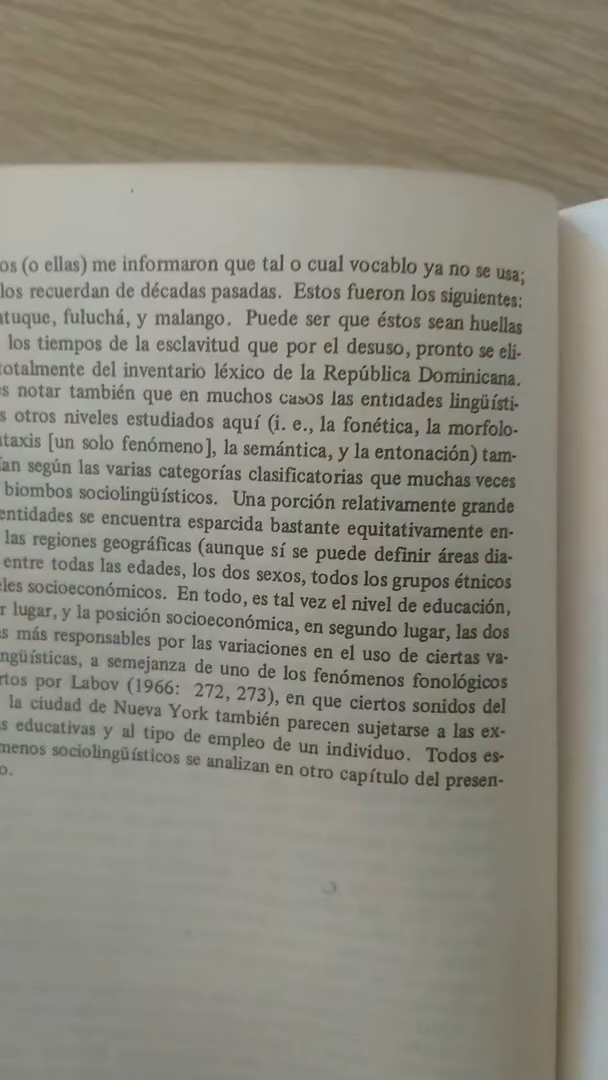 os (o ellas) me informaron que tal o cual vocablo ya no se usa;
los recuerdan de décadas pasadas. Estos fueron los siguientes:
atuque, fuluchá, y malango. Puede ser que éstos sean huellas
los tiempos de la esclavitud que por el desuso, pronto se eli-
totalmente del inventario léxico de la República Dominicana.
s notar también que en muchos casos las entidades lingüísti-
s otros niveles estudiados aquí (i. e., la fonética, la morfolo-
ntaxis [un solo fenómeno], la semántica, y la entonación) tam-
ían según las varias categorías clasificatorias que muchas veces
biombos sociolingüísticos. Una porción relativamente grande
entidades se encuentra esparcida bastante equitativamente en-
las regiones geográficas (aunque sí se puede definir áreas dia-
entre todas las edades, los dos sexos, todos los grupos étnicos
eles socioeconómicos. En todo, es tal vez el nivel de educación,
r lugar, y la posición socioeconómica, en segundo lugar, las dos
s más responsables por las variaciones en el uso de ciertas va-
ngüísticas, a semejanza de uno de los fenómenos fonológicos
rtos por Labov (1966: 272, 273), en que ciertos sonidos del
la ciudad de Nueva York también parecen sujetarse a las ex-
s educativas y al tipo de empleo de un individuo. Todos es-
menos sociolingüísticos se analizan en otro capítulo del presen-
o.